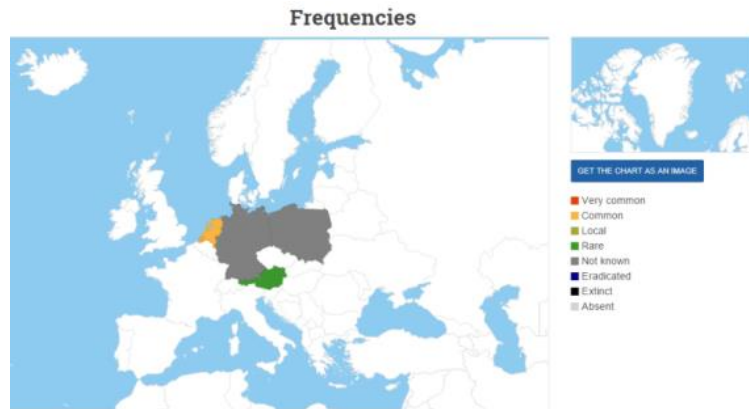 Frequencies
GET THE CHART AS AN IMAGE
Very common
Common
Local
Rare
Not known
Eradicated
Extinct
Absent